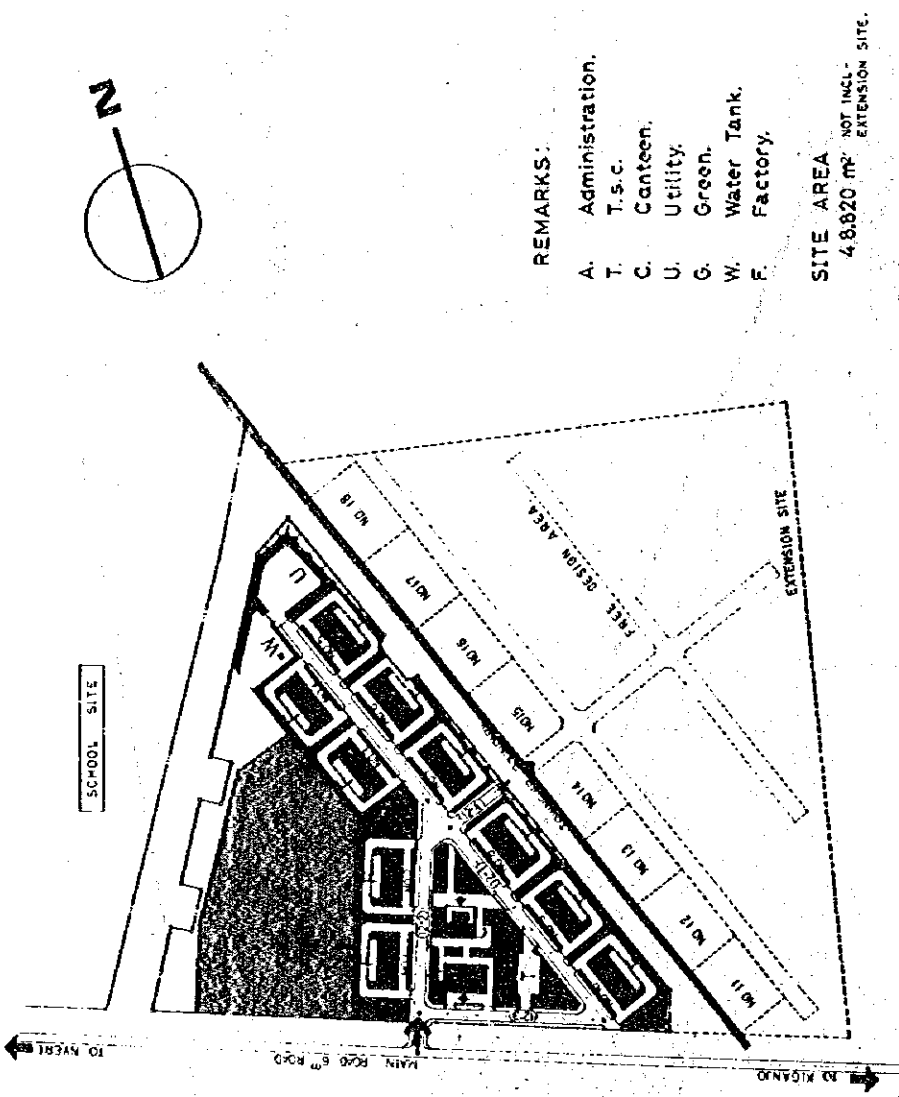 N
REMARKS:
A. Administration.
T. T.s.c.
C. Canteen.
U. Utility.
G. Green.
W. Water Tank.
F. Factory.
SITE AREA
48.820 m² NOT INCL-
EXTENSION SITE.
SCHOOL SITE
NO 18
NO 17
NO 16
NO 15
NO 14
NO 13
NO 12
NO 11
FREE DESIGN AREA
EXTENSION SITE
U
W
TO NYERI
MAIN ROAD 6M ROAD
TO KIGANJO